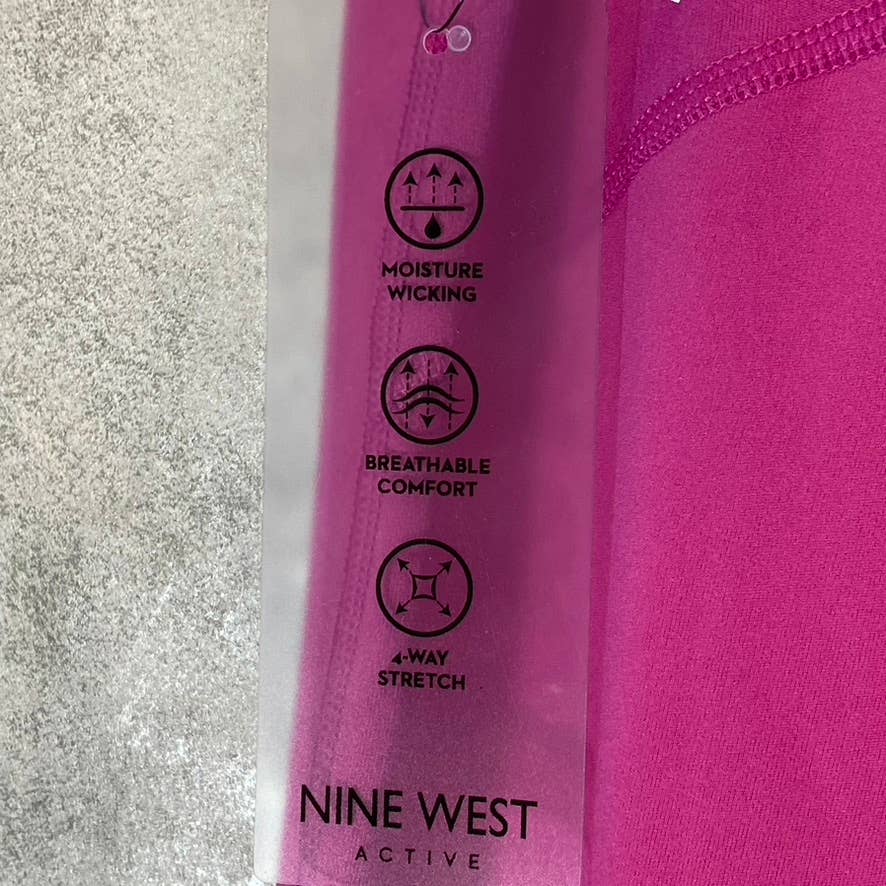 MOISTURE
WICKING
BREATHABLE
COMFORT
4-WAY
STRETCH
NINE WEST
ACTIVE